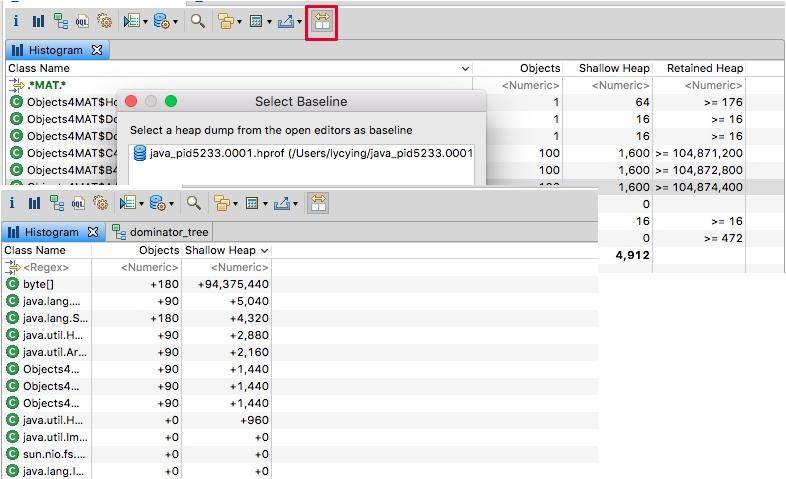 Histogram
Class Name Objects Shallow Heap Retained Heap
.*MAT.* <Numeric> <Numeric> <Numeric>
Objects4MAT$Ho 1 64 >= 176
Objects4MAT$Do 1 16 >= 16
Objects4MAT$Do 1 16 >= 16
Objects4MAT$C4 100 1,600 >= 104,871,200
Objects4MAT$B4 100 1,600 >= 104,872,800
1,600 >= 104,874,400
0
16 >= 16
0 >= 472
4,912
Select Baseline
Select a heap dump from the open editors as baseline
java_pid5233.0001.hprof (/Users/lycying/java_pid5233.0001
Histogram dominator_tree
Class Name Objects Shallow Heap
<Regex> <Numeric> <Numeric>
byte[] +180 +94,375,440
java.lang.... +90 +5,040
java.lang.S... +180 +4,320
java.util.H... +90 +2,880
java.util.Ar... +90 +2,160
Objects4... +90 +1,440
Objects4... +90 +1,440
Objects4... +90 +1,440
java.util.H... +0 +960
java.util.Im... +0 +0
sun.nio.fs.... +0 +0
java.lang.I... +0 +0